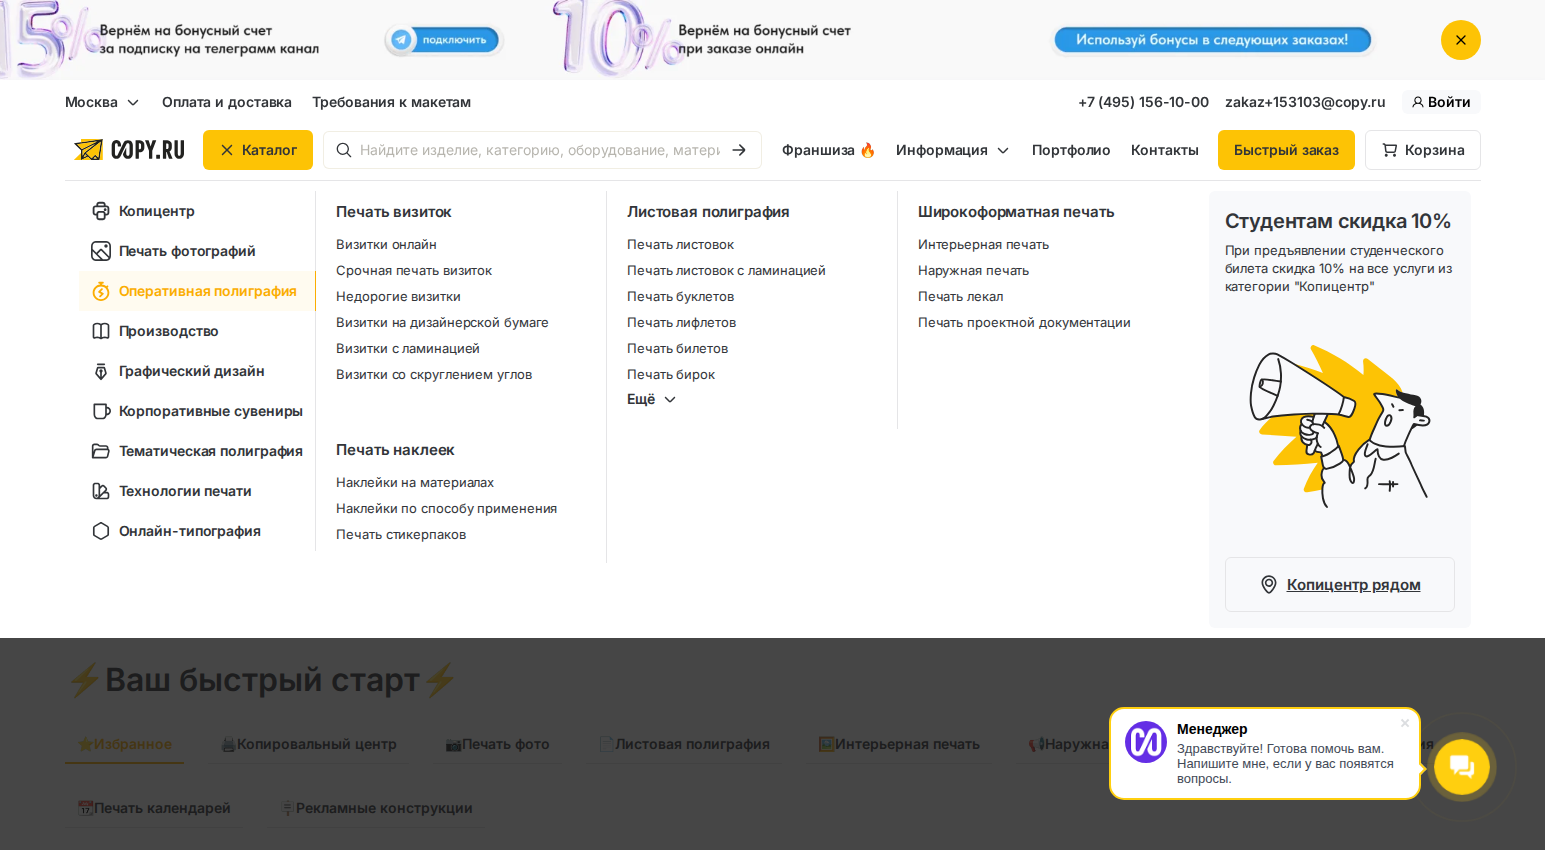 15%
Вернём на бонусный счет
за подписку на телеграмм канал
подключить
10%
Вернём на бонусный счет
при заказе онлайн
Используй бонусы в следующих заказах!
Москва
Оплата и доставка
Требования к макетам
+7 (495) 156-10-00
zakaz+153103@copy.ru
Войти
COPY.RU
Каталог
Найдите изделие, категорию, оборудование, матери
Франшиза 🔥
Информация
Портфолио
Контакты
Быстрый заказ
Корзина
Копицентр
Печать фотографий
Оперативная полиграфия
Производство
Графический дизайн
Корпоративные сувениры
Тематическая полиграфия
Технологии печати
Онлайн-типография
Печать визиток
Визитки онлайн
Срочная печать визиток
Недорогие визитки
Визитки на дизайнерской бумаге
Визитки с ламинацией
Визитки со скруглением углов
Печать наклеек
Наклейки на материалах
Наклейки по способу применения
Печать стикерпаков
Листовая полиграфия
Печать листовок
Печать листовок с ламинацией
Печать буклетов
Печать лифлетов
Печать билетов
Печать бирок
Ещё
Широкоформатная печать
Интерьерная печать
Наружная печать
Печать лекал
Печать проектной документации
Студентам скидка 10%
При предъявлении студенческого
билета скидка 10% на все услуги из
категории "Копицентр"
Копицентр рядом
⚡Ваш быстрый старт⚡
⭐Избранное
🖨️Копировальный центр
📷Печать фото
📄Листовая полиграфия
🖼️Интерьерная печать
📢Наружна
📆Печать календарей
🪧Рекламные конструкции
Менеджер
Здравствуйте! Готова помочь вам.
Напишите мне, если у вас появятся
вопросы.